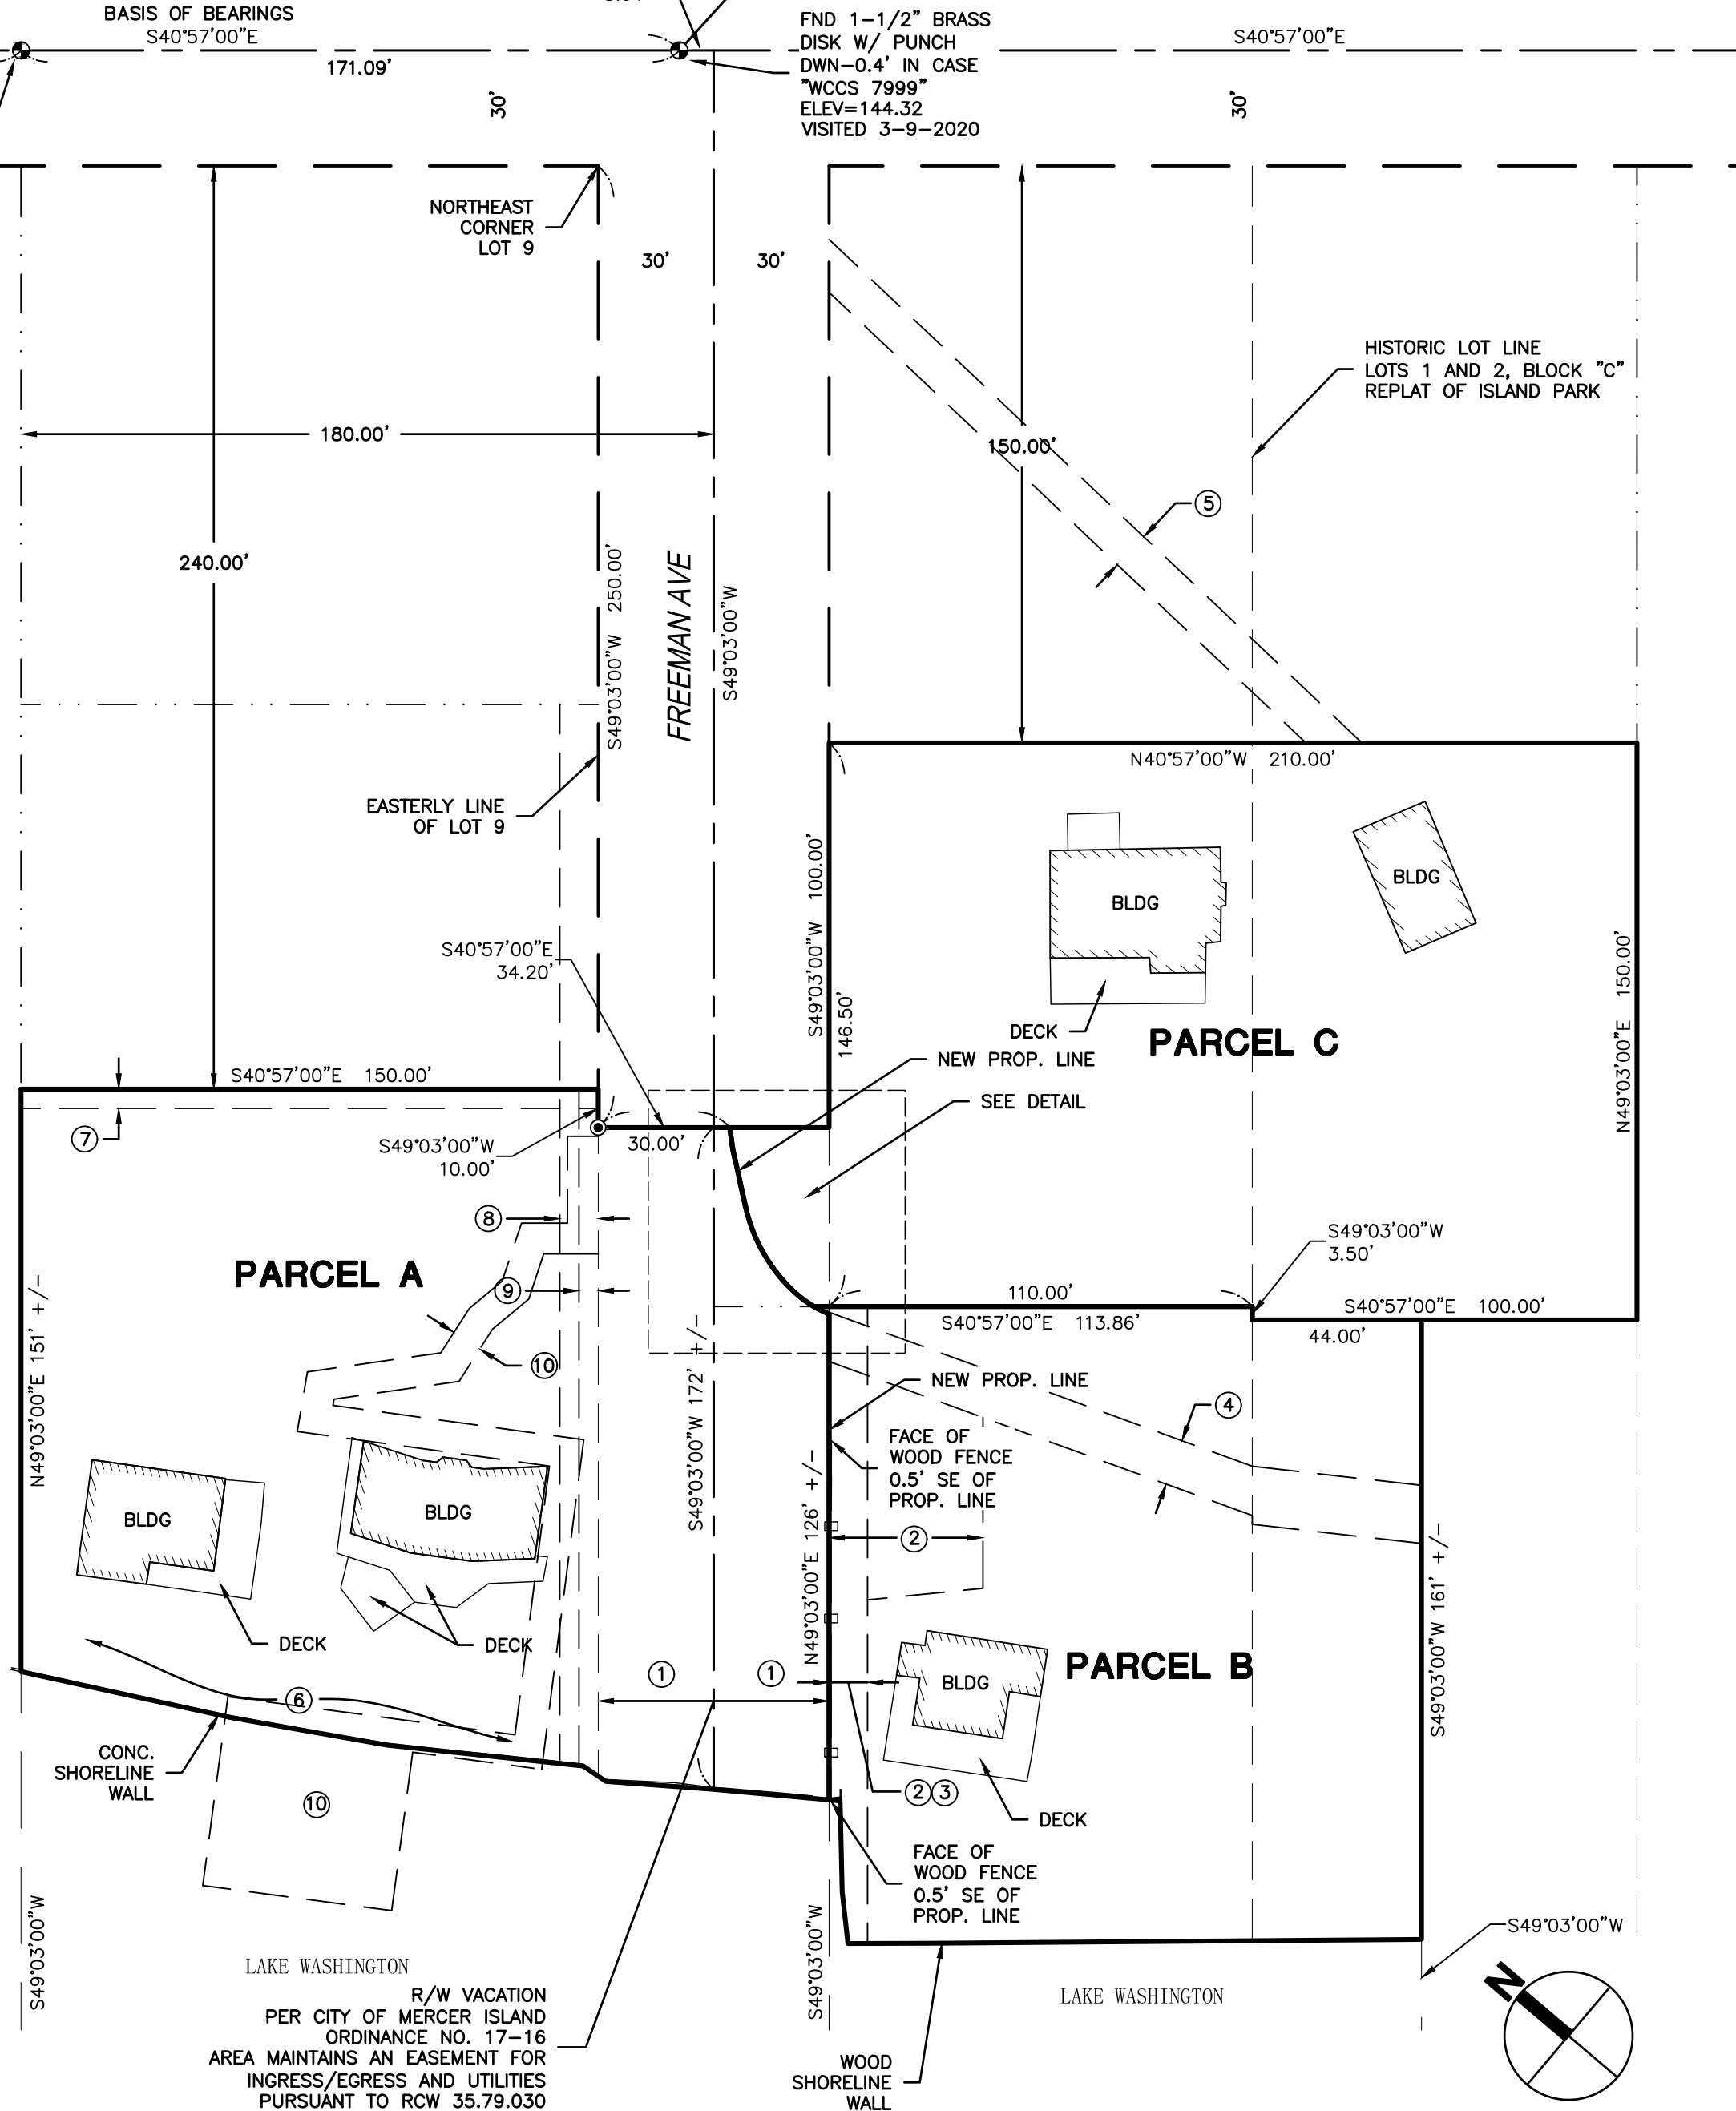 BASIS OF BEARINGS
S40°57'00"E
171.09'
30'
FND 1-1/2" BRASS
DISK W/ PUNCH
DWN-0.4' IN CASE
"WCCS 7999"
ELEV=144.32
VISITED 3-9-2020
S40°57'00"E
30'
NORTHEAST
CORNER
LOT 9
30'
30'
HISTORIC LOT LINE
LOTS 1 AND 2, BLOCK "C"
REPLAT OF ISLAND PARK
180.00'
150.00'
5
240.00'
S49°03'00"W 250.00'
FREEMAN AVE
S49°03'00"W
N40°57'00"W 210.00'
EASTERLY LINE
OF LOT 9
BLDG
BLDG
S49°03'00"W 100.00'
146.50'
S40°57'00"E
34.20'
N49°03'00"E 150.00'
DECK
PARCEL C
NEW PROP. LINE
SEE DETAIL
S40°57'00"E 150.00'
7
S49°03'00"W
10.00'
30.00'
8
S49°03'00"W
3.50'
PARCEL A
9
110.00'
S40°57'00"E 113.86'
S40°57'00"E 100.00'
44.00'
N49°03'00"E 151' +/-
10
S49°03'00"W 172' +/-
NEW PROP. LINE
4
FACE OF
WOOD FENCE
0.5' SE OF
PROP. LINE
BLDG
BLDG
N49°03'00"E 126' +/-
2
S49°03'00"W 161' +/-
DECK
DECK
1
1
BLDG
PARCEL B
6
CONC.
SHORELINE
WALL
10
2 3
DECK
FACE OF
WOOD FENCE
0.5' SE OF
PROP. LINE
S49°03'00"W
S49°03'00"W
S49°03'00"W
LAKE WASHINGTON
LAKE WASHINGTON
N
R/W VACATION
PER CITY OF MERCER ISLAND
ORDINANCE NO. 17-16
AREA MAINTAINS AN EASEMENT FOR
INGRESS/EGRESS AND UTILITIES
PURSUANT TO RCW 35.79.030
WOOD
SHORELINE
WALL